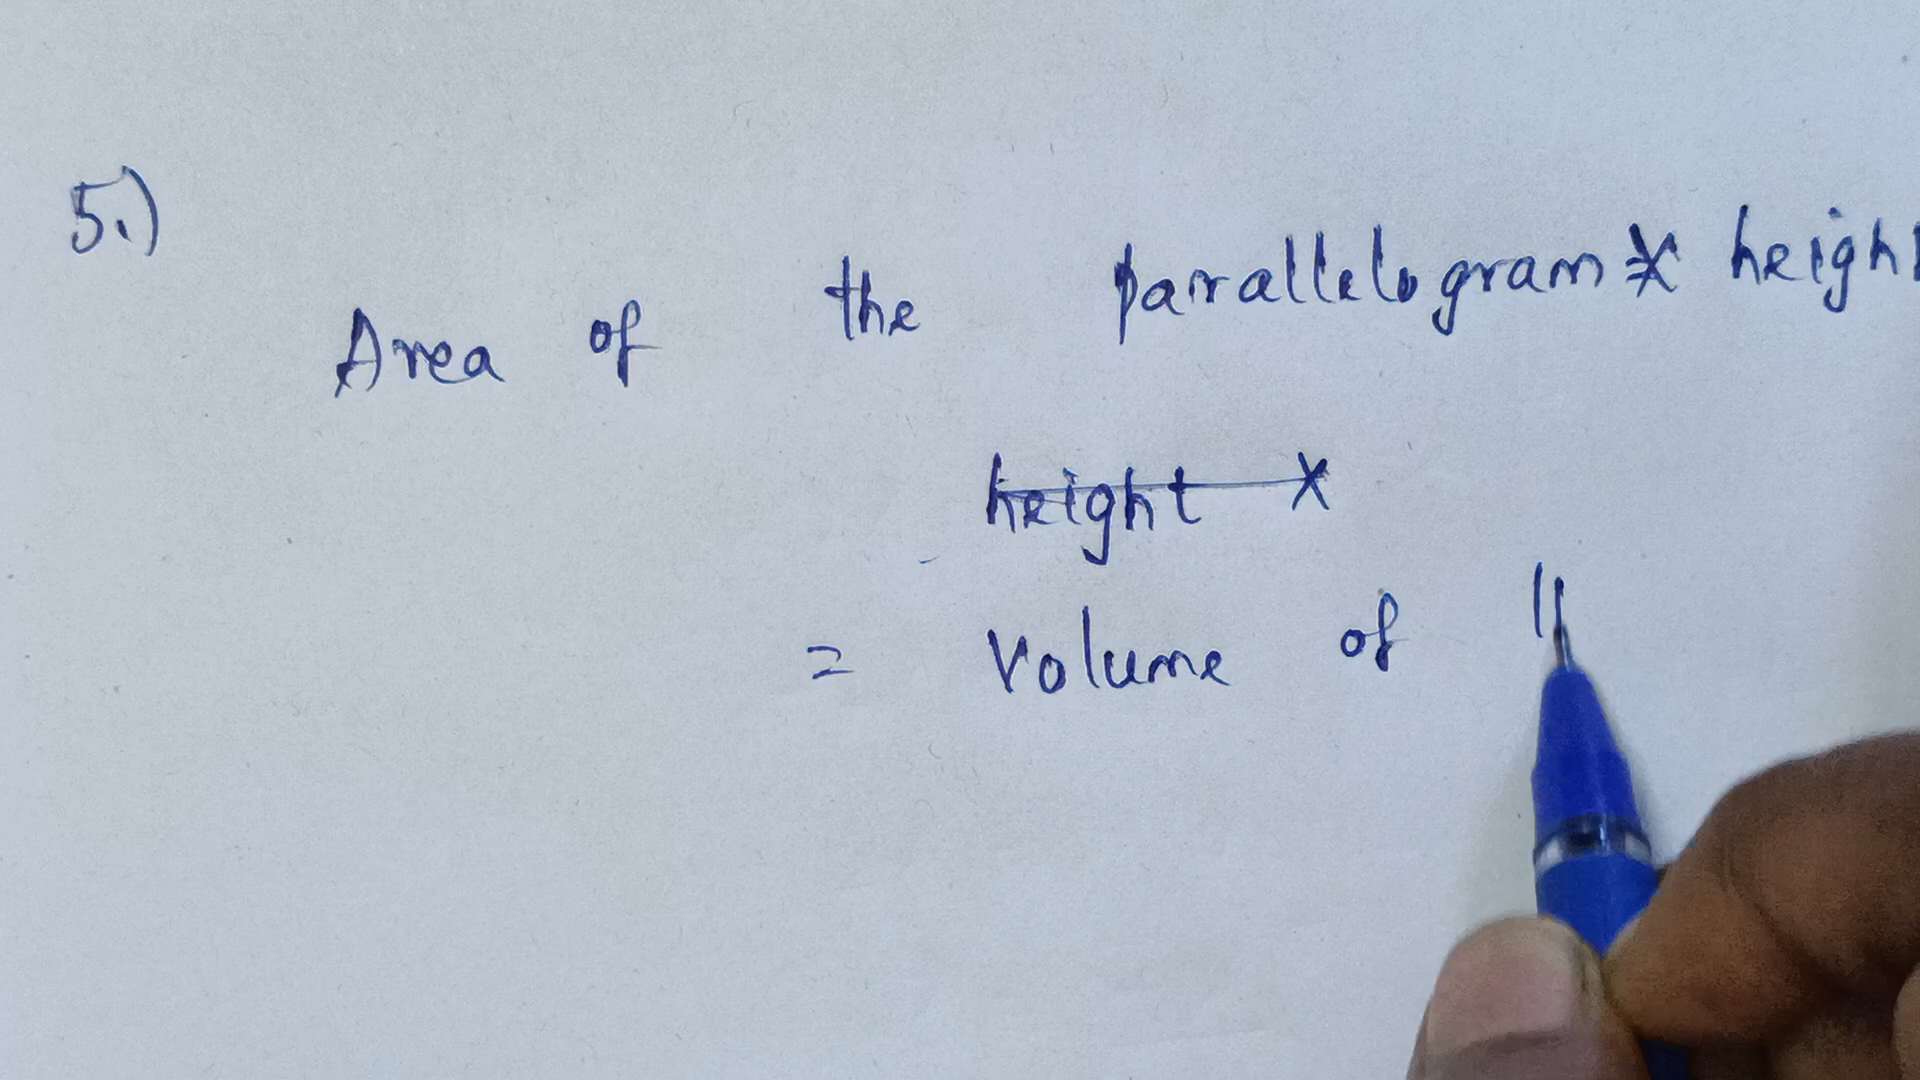 5.)
Area of the parallelogram * height
height x
= Volume of ||